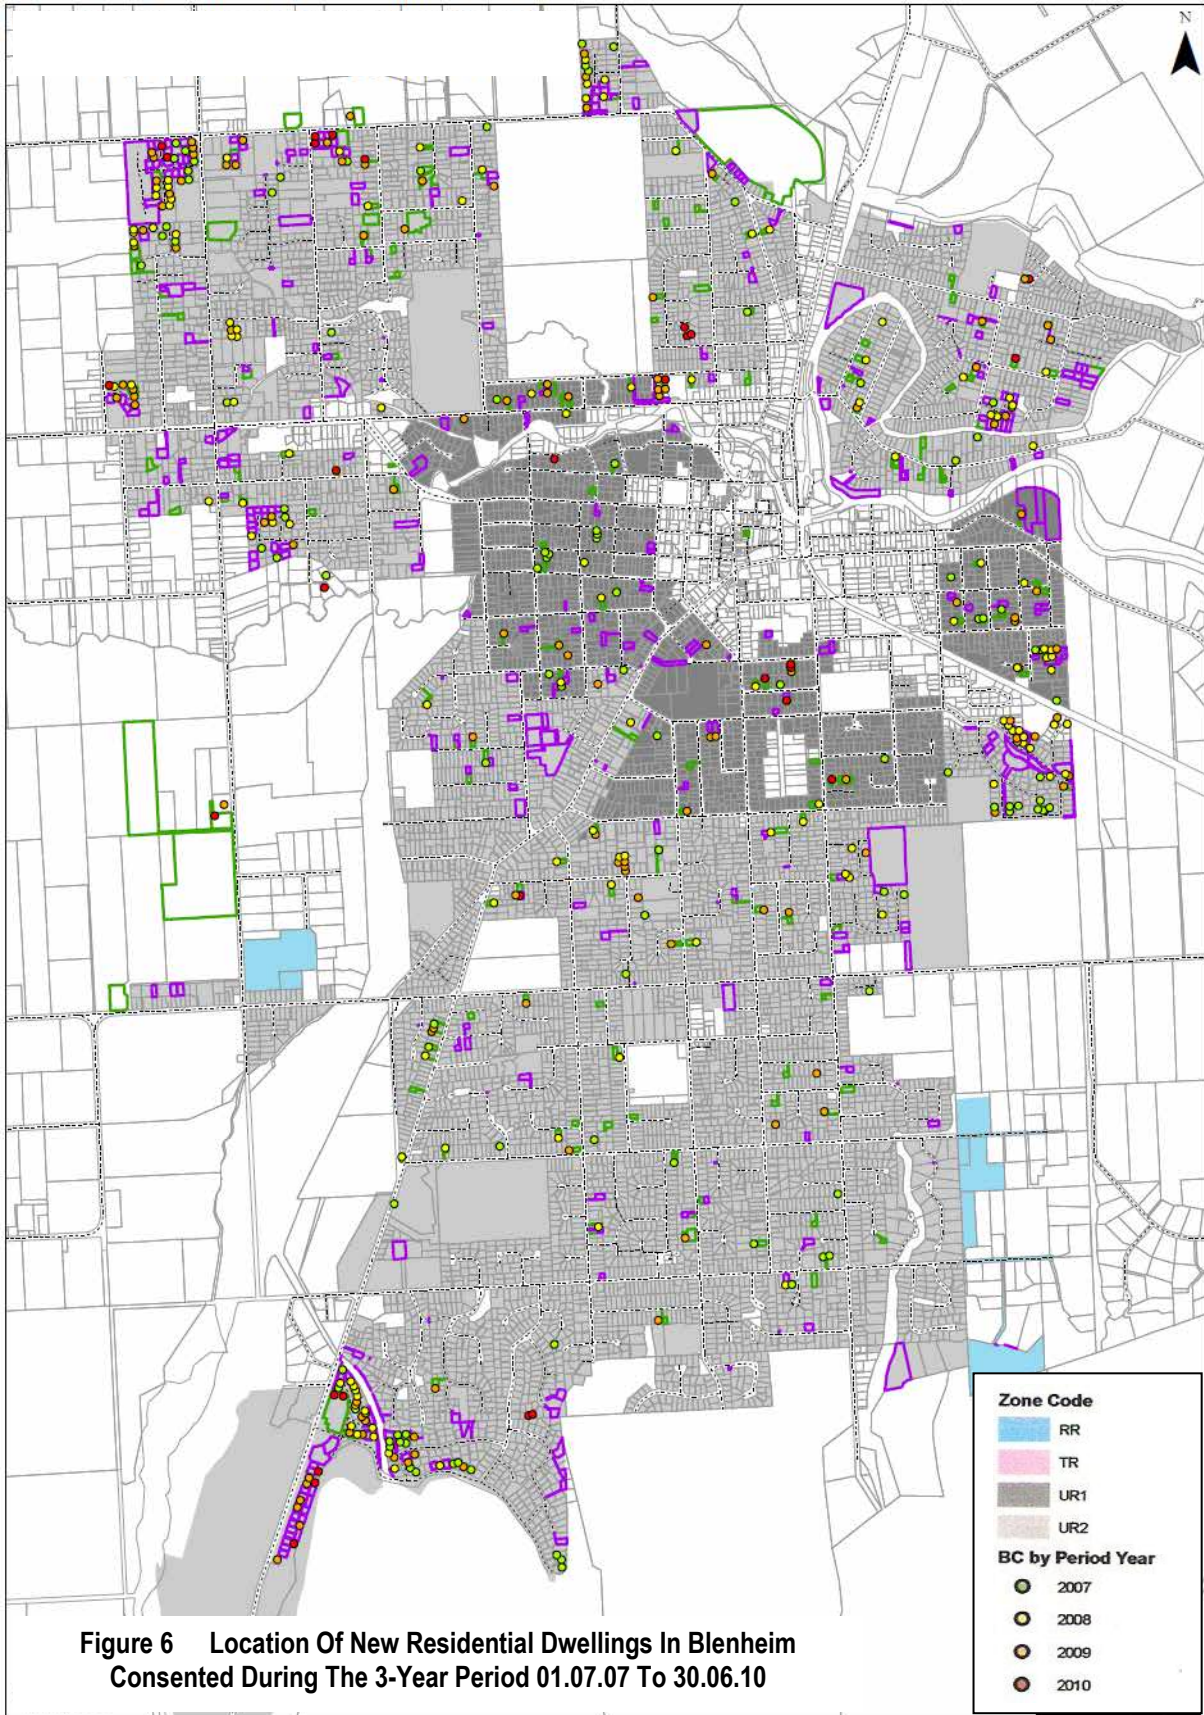 N
Zone Code
RR
TR
UR1
UR2
BC by Period Year
2007
2008
2009
2010
Figure 6 Location Of New Residential Dwellings In Blenheim
Consented During The 3-Year Period 01.07.07 To 30.06.10